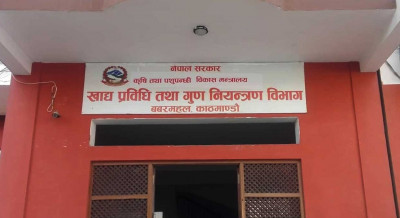 नेपाल सरकार
कृषि तथा पशुपन्छी विकास मन्त्रालय
खाद्य प्रविधि तथा गुण नियन्त्रण विभाग
बबरमहल, काठमाण्डौ